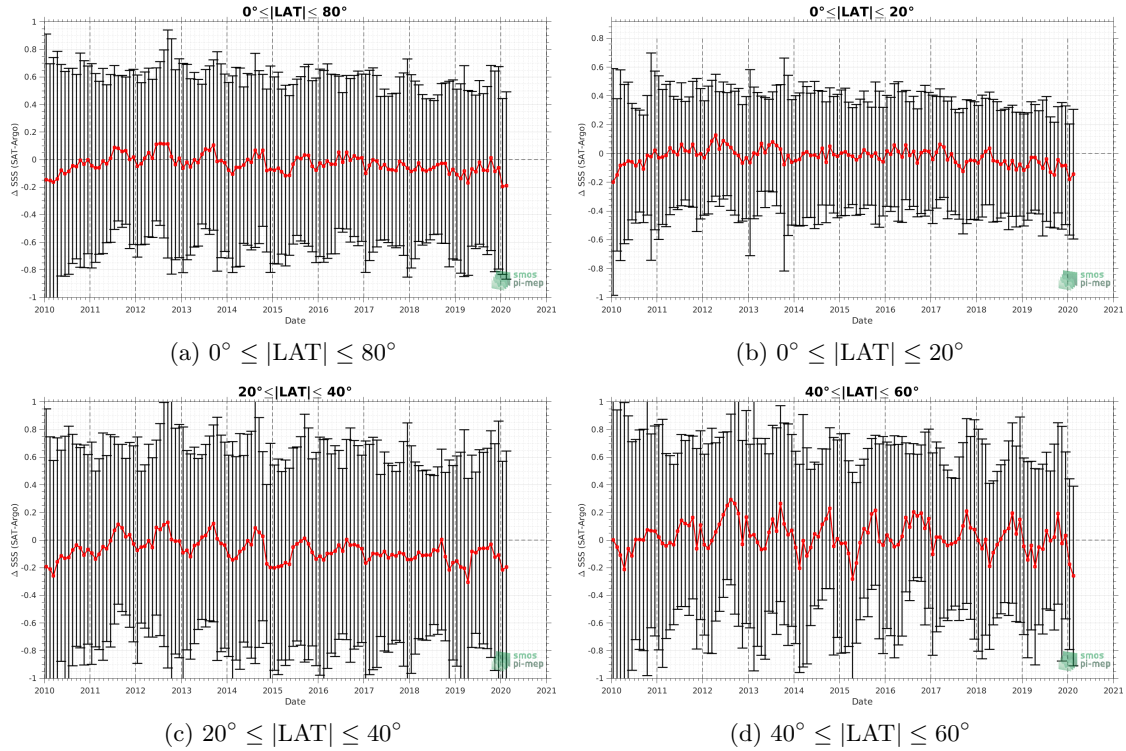 0°≤|LAT|≤ 80°
1
0.8
0.6
0.4
0.2
0
-0.2
-0.4
-0.6
-0.8
-1
Δ SSS (SAT-Argo)
2010 2011 2012 2013 2014 2015 2016 2017 2018 2019 2020 2021
Date
smos
pi-mep
(a) 0° ≤ |LAT| ≤ 80°
0°≤|LAT|≤ 20°
0.8
0.6
0.4
0.2
0
-0.2
-0.4
-0.6
-0.8
-1
Δ SSS (SAT-Argo)
2010 2011 2012 2013 2014 2015 2016 2017 2018 2019 2020 2021
Date
smos
pi-mep
(b) 0° ≤ |LAT| ≤ 20°
20°≤|LAT|≤ 40°
1
0.8
0.6
0.4
0.2
0
-0.2
-0.4
-0.6
-0.8
-1
Δ SSS (SAT-Argo)
2010 2011 2012 2013 2014 2015 2016 2017 2018 2019 2020 2021
Date
smos
pi-mep
(c) 20° ≤ |LAT| ≤ 40°
40°≤|LAT|≤ 60°
1
0.8
0.6
0.4
0.2
0
-0.2
-0.4
-0.6
-0.8
-1
Δ SSS (SAT-Argo)
2010 2011 2012 2013 2014 2015 2016 2017 2018 2019 2020 2021
Date
smos
pi-mep
(d) 40° ≤ |LAT| ≤ 60°